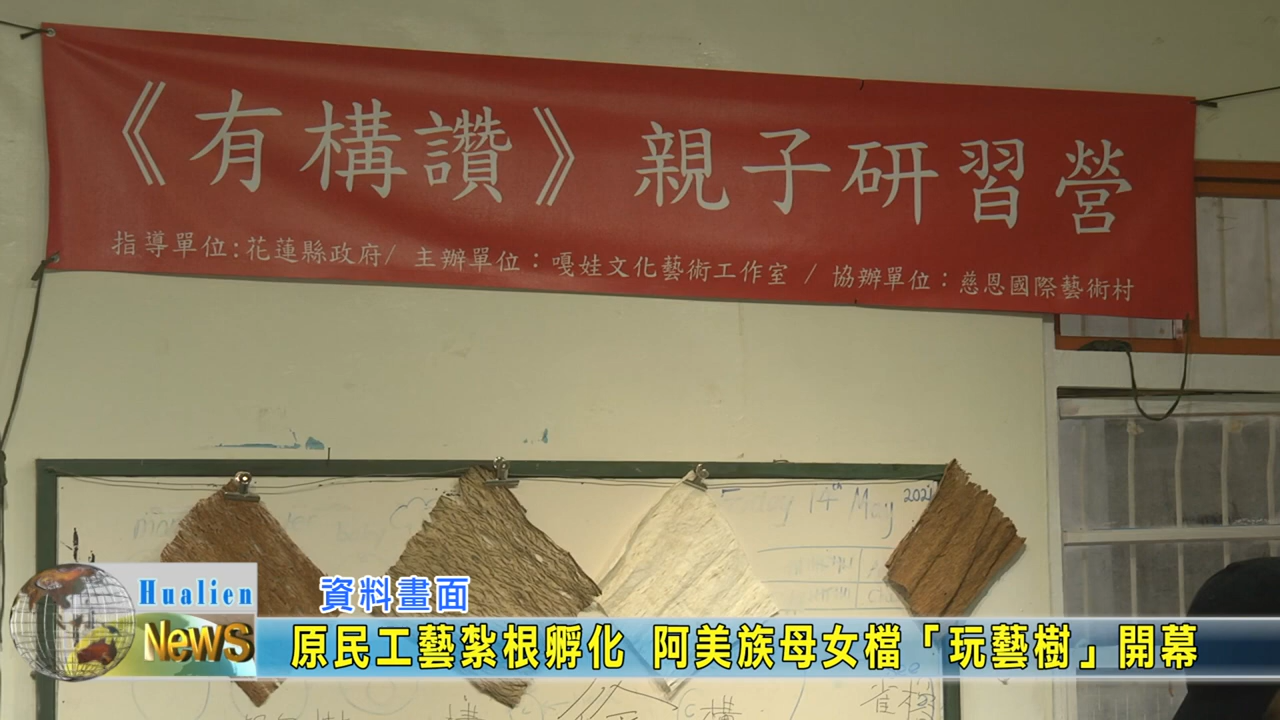 《有構讚》親子研習營
指導單位:花蓮縣政府/ 主辦單位：嘎娃文化藝術工作室 / 協辦單位：慈恩國際藝術村
Friday 14th May 2021
Hualien
News
資料畫面
原民工藝紮根孵化 阿美族母女檔「玩藝樹」開幕
構
構